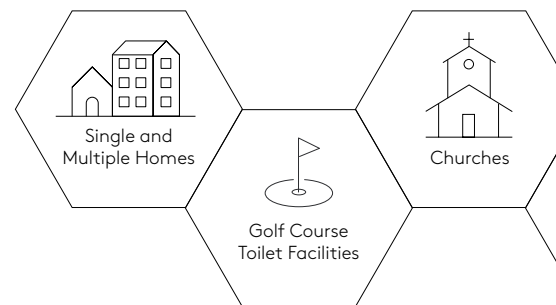 Single and
Multiple Homes
Churches
Golf Course
Toilet Facilities